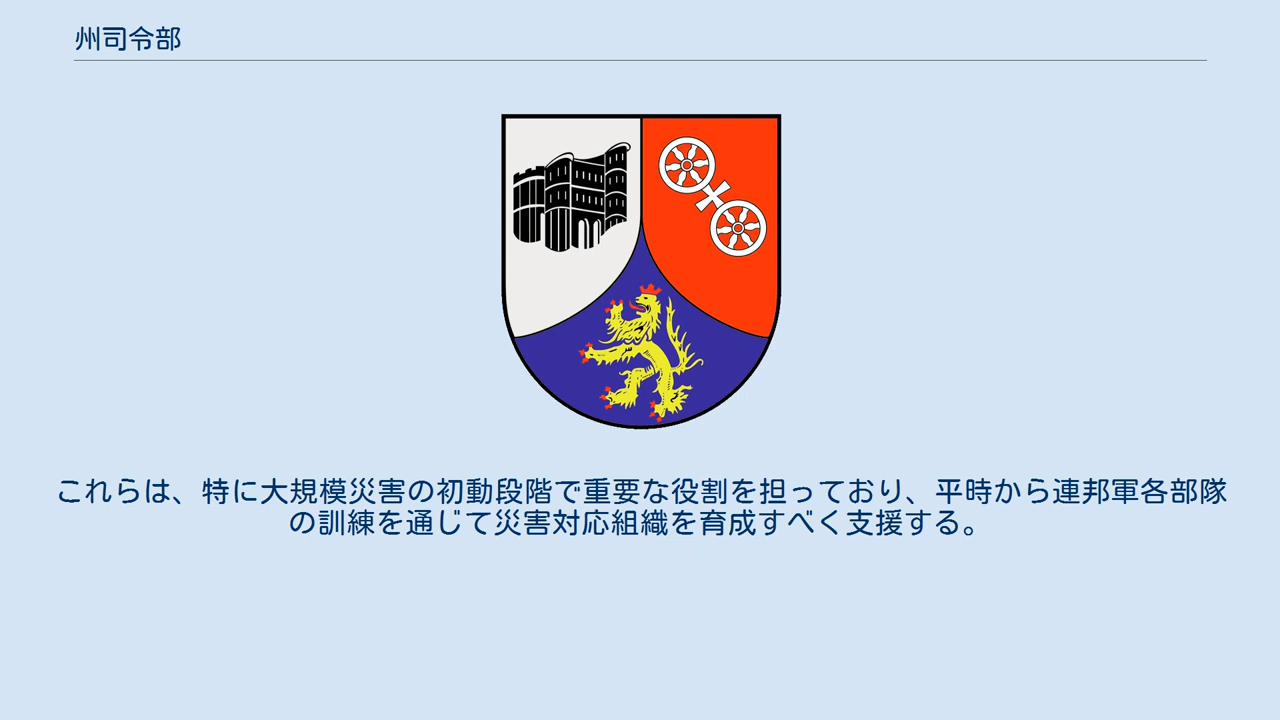 州司令部
これらは、特に大規模災害の初動段階で重要な役割を担っており、平時から連邦軍各部隊
の訓練を通じて災害対応組織を育成すべく支援する。